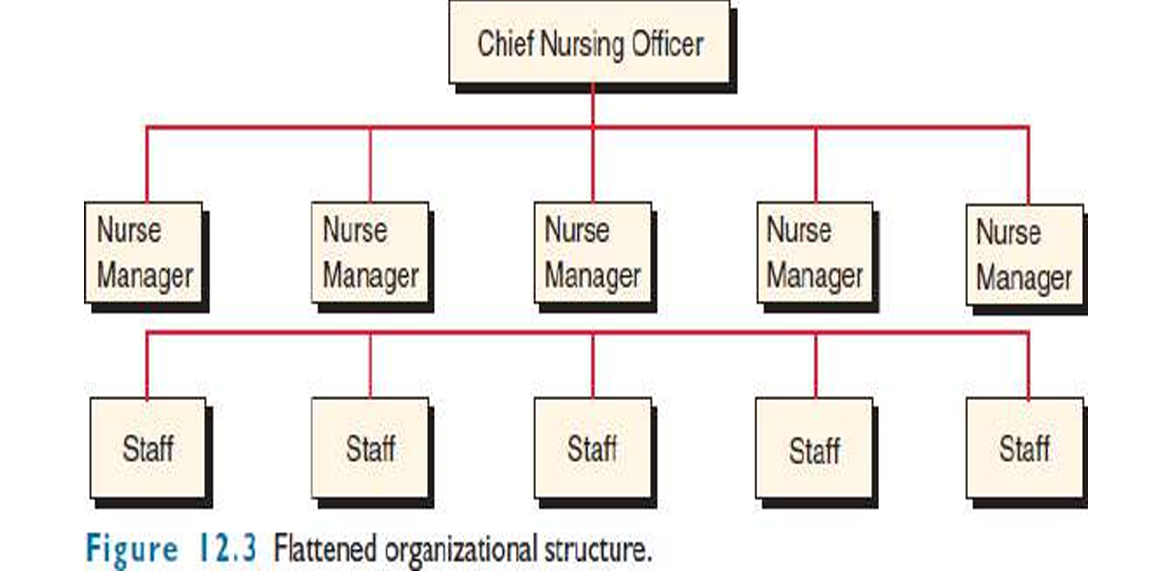 Chief Nursing Officer
Nurse
Manager
Nurse
Manager
Nurse
Manager
Nurse
Manager
Nurse
Manager
Staff
Staff
Staff
Staff
Staff
Figure 12.3 Flattened organizational structure.